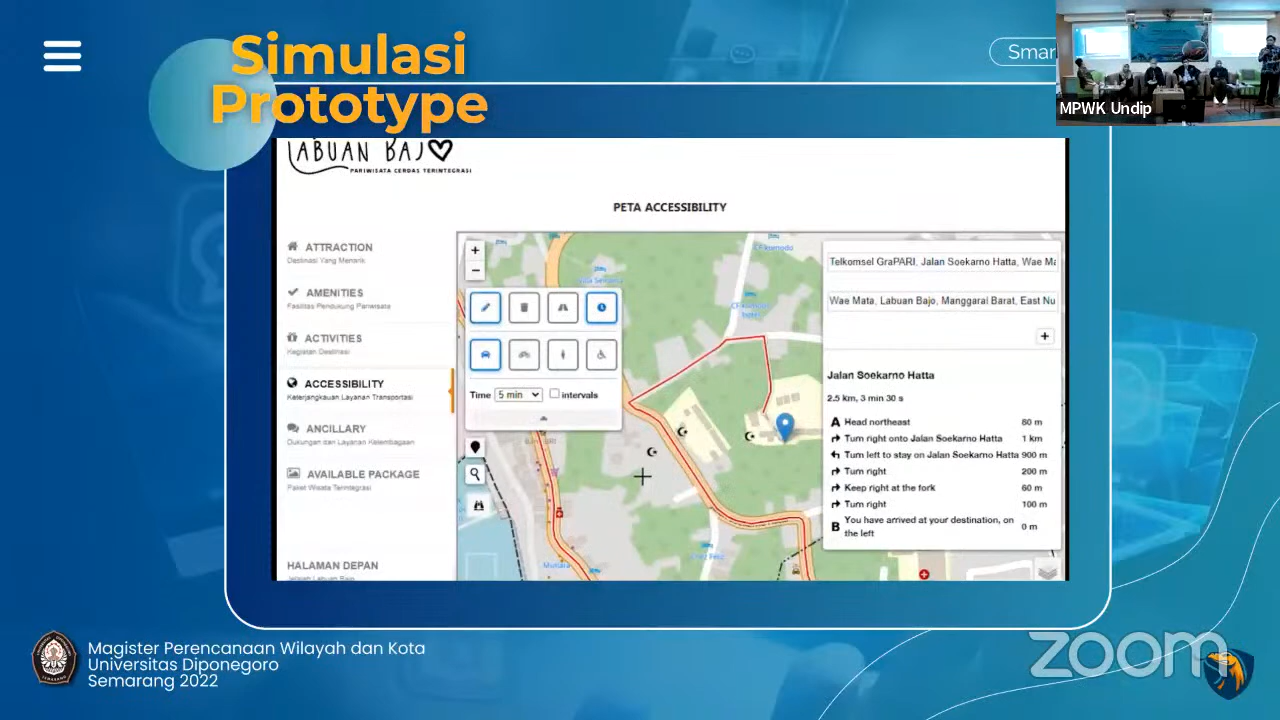 Simulasi
Prototype
Smar
MPWK Undip
LABUAN BAJO
PARIWISATA CERDAS TERINTEGRASI
PETA ACCESSIBILITY
ATTRACTION
Destinasi Yang Menarik
AMENITIES
Fasilitas Pendukung Pariwisata
ACTIVITIES
Kegiatan Destinasi
ACCESSIBILITY
Keterjangkauan Layanan Transportasi
ANCILLARY
Dukungan dan Layanan Kelembagaan
AVAILABLE PACKAGE
Paket Wisata Terintegrasi
HALAMAN DEPAN
Jelajah Labuan Bajo
+
−
Time 5 min intervals
Mutiara
Telkomsel GraPARI, Jalan Soekarno Hatta, Wae Ma
Wae Mata, Labuan Bajo, Manggarai Barat, East Nu
+
Jalan Soekarno Hatta
2.5 km, 3 min 30 s
A Head northeast 80 m
Turn right onto Jalan Soekarno Hatta 1 km
Turn left to stay on Jalan Soekarno Hatta 900 m
Turn right 200 m
Keep right at the fork 60 m
Turn right 100 m
B You have arrived at your destination, on the left 0 m
Magister Perencanaan Wilayah dan Kota
Universitas Diponegoro
Semarang 2022
zoom